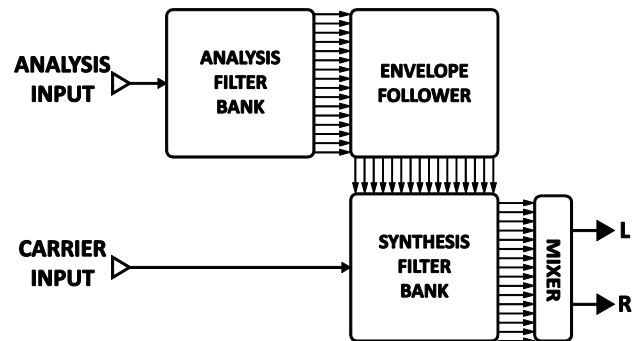 ANALYSIS
INPUT
ANALYSIS
FILTER
BANK
ENVELOPE
FOLLOWER
CARRIER
INPUT
SYNTHESIS
FILTER
BANK
MIXER
L
R